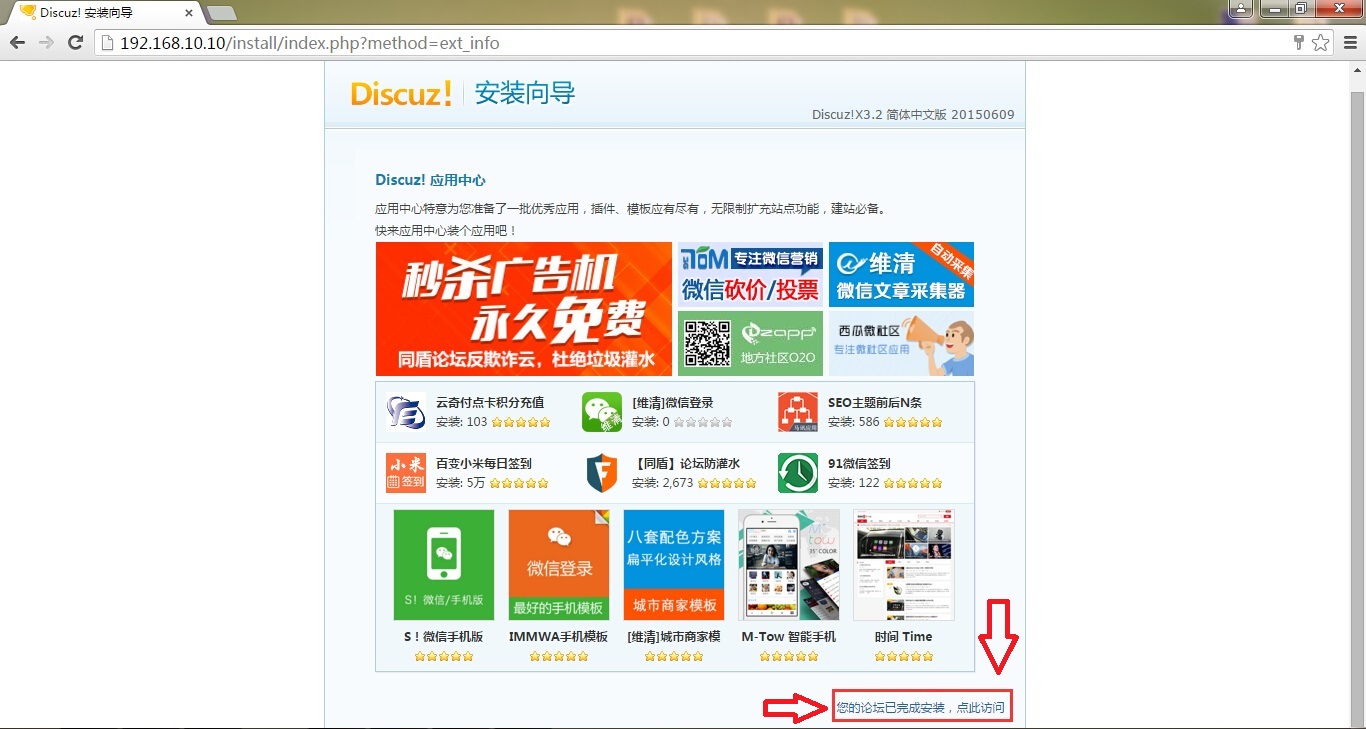 Discuz! 安装向导
192.168.10.10/install/index.php?method=ext_info
Discuz! 安装向导
Discuz!X3.2 简体中文版 20150609
Discuz! 应用中心
应用中心特意为您准备了一批优秀应用，插件、模板应有尽有，无限制扩充站点功能，建站必备。
快来应用中心装个应用吧！
秒杀广告机
永久免费
同盾论坛反欺诈云，杜绝垃圾灌水
TOM 专注微信营销
微信砍价/投票
维清
自动采集
微信文章采集器
zapp
地方社区O2O
西瓜微社区
专注微社区应用
云奇付点卡积分充值
安装: 103
[维清]微信登录
安装: 0
维清
SEO主题前后N条
安装: 586
小米
签到
百变小米每日签到
安装: 5万
【同盾】论坛防灌水
安装: 2,673
91微信签到
安装: 122
S！微信/手机版
微信登录
最好的手机模板
八套配色方案
扁平化设计风格
城市商家模板
S！微信手机版
IMMWA手机模板
[维清]城市商家模
M-Tow 智能手机
时间 Time
您的论坛已完成安装，点此访问